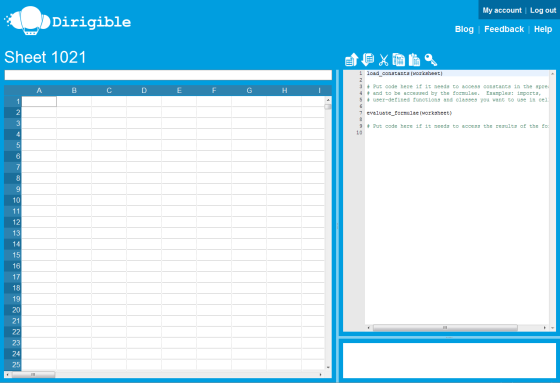 Dirigible
My account | Log out
Blog | Feedback | Help
Sheet 1021
A B C D E F G H I
1
2
3
4
5
6
7
8
9
10
11
12
13
14
15
16
17
18
19
20
21
22
23
24
25
1 load_constants(worksheet)
2
3 # Put code here if it needs to access constants in the spre
4 # and to be accessed by the formulae. Examples: imports,
5 # user-defined functions and classes you want to use in cel
6
7 evaluate_formulae(worksheet)
8
9 # Put code here if it needs to access the results of the fo
10